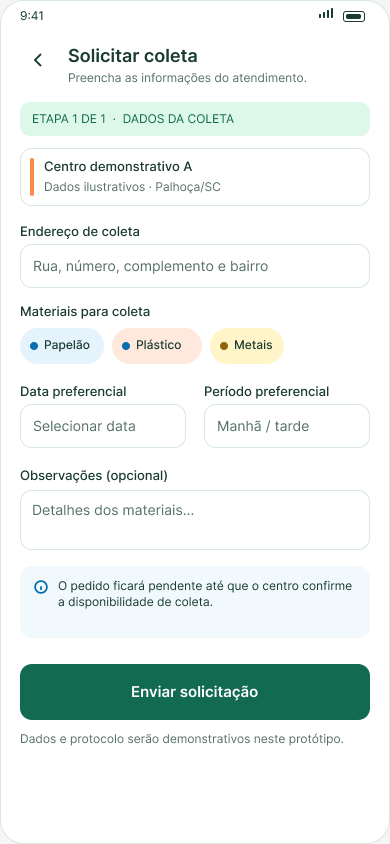 9:41
Solicitar coleta
Preencha as informações do atendimento.
ETAPA 1 DE 1 · DADOS DA COLETA
Centro demonstrativo A
Dados ilustrativos · Palhoça/SC
Endereço de coleta
Rua, número, complemento e bairro
Materiais para coleta
Papelão Plástico Metais
Data preferencial Período preferencial
Selecionar data Manhã / tarde
Observações (opcional)
Detalhes dos materiais...
O pedido ficará pendente até que o centro confirme
a disponibilidade de coleta.
Enviar solicitação
Dados e protocolo serão demonstrativos neste protótipo.